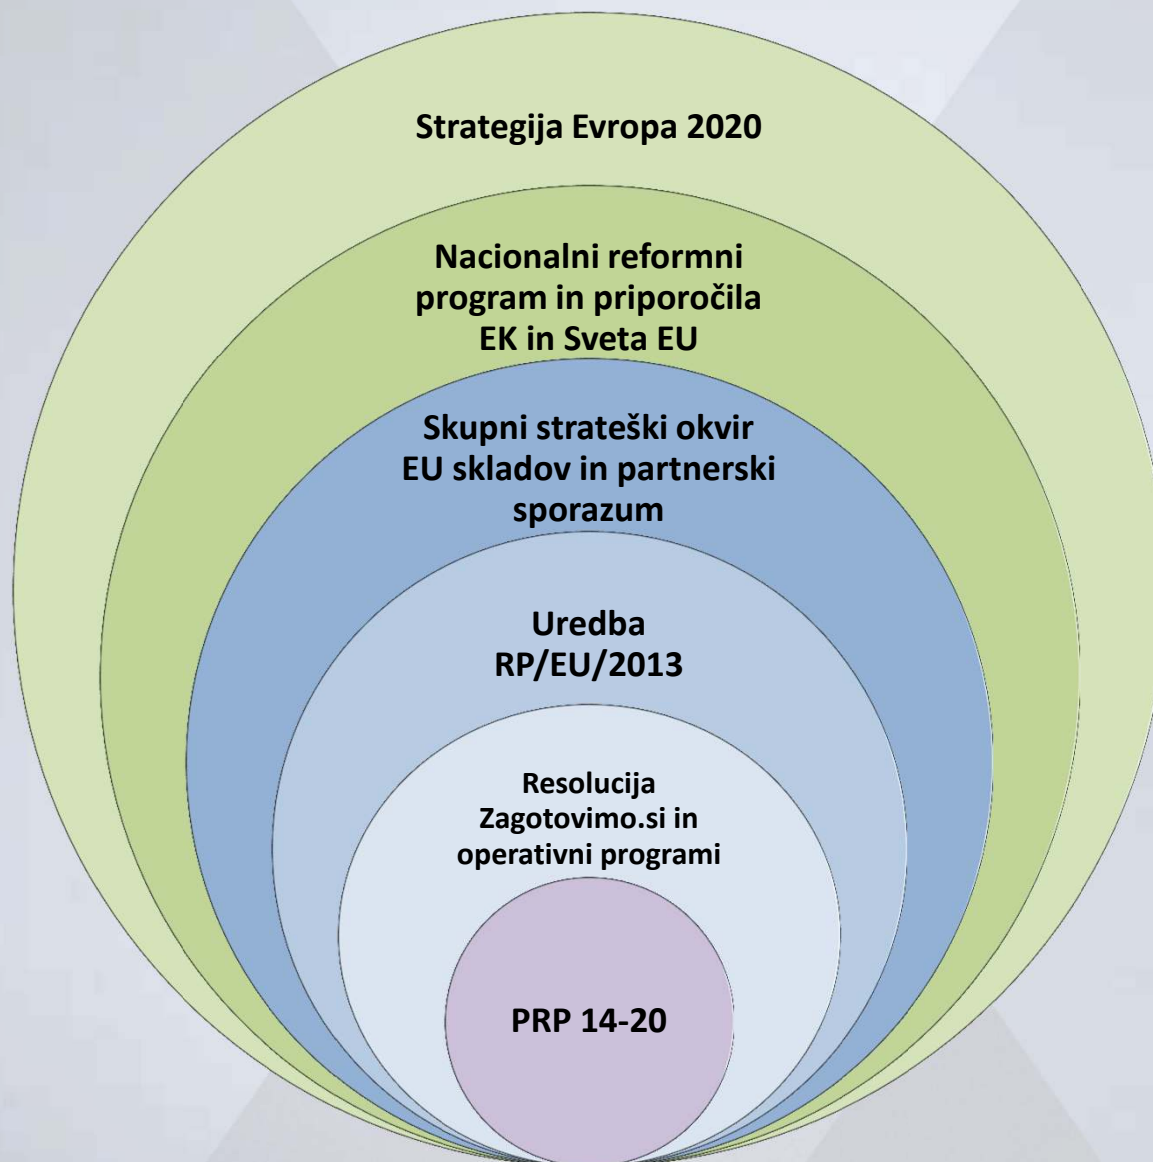 Strategija Evropa 2020
Nacionalni reformni
program in priporočila
EK in Sveta EU
Skupni strateški okvir
EU skladov in partnerski
sporazum
Uredba
RP/EU/2013
Resolucija
Zagotovimo.si in
operativni programi
PRP 14-20